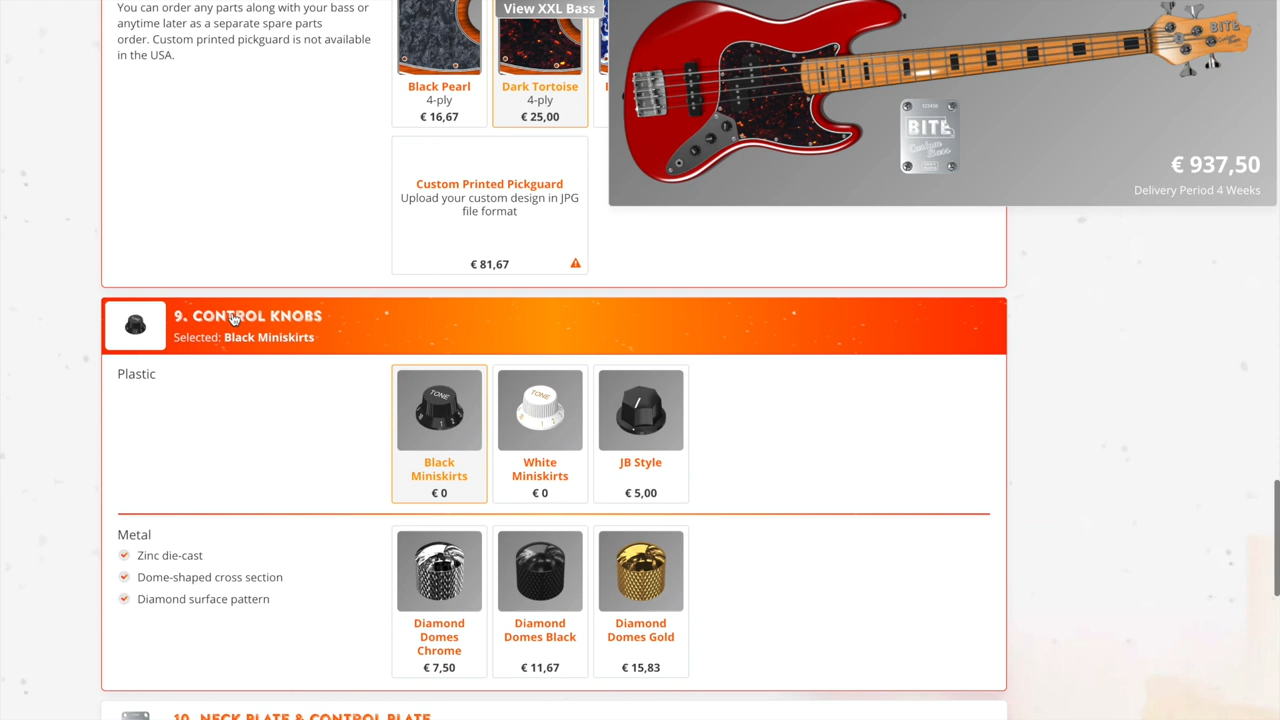 You can order any parts along with your bass or
anytime later as a separate spare parts
order. Custom printed pickguard is not available
in the USA.
View XXL Bass
Black Pearl
4-ply
€ 16,67
Dark Tortoise
4-ply
€ 25,00
Custom Printed Pickguard
Upload your custom design in JPG
file format
€ 81,67
BITE
123456
BITE
Custom
Bass
€ 937,50
Delivery Period 4 Weeks
9. CONTROL KNOBS
Selected: Black Miniskirts
Plastic
TONE
Black
Miniskirts
€ 0
TONE
White
Miniskirts
€ 0
JB Style
€ 5,00
Metal
Zinc die-cast
Dome-shaped cross section
Diamond surface pattern
Diamond
Domes
Chrome
€ 7,50
Diamond
Domes Black
€ 11,67
Diamond
Domes Gold
€ 15,83
10. NECK PLATE & CONTROL PLATE